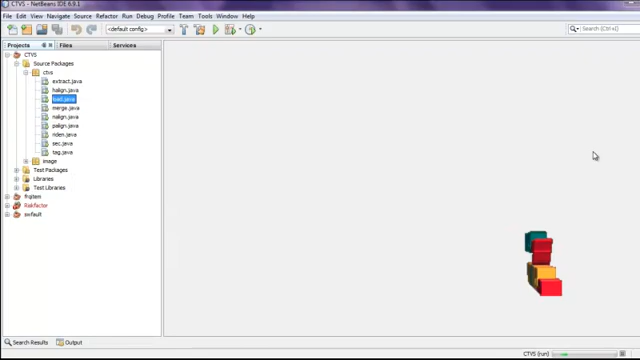 CTVS - NetBeans IDE 6.9.1
File Edit View Navigate Source Refactor Run Debug Profile Team Tools Window Help
<default config>
Search (Ctrl+I)
Projects Files Services
CTVS
Source Packages
ctvs
extract.java
halign.java
load.java
merge.java
nalign.java
palign.java
riden.java
sec.java
tag.java
image
Test Packages
Libraries
Test Libraries
Riskfactor
swfault
Search Results Output
CTVS (run)